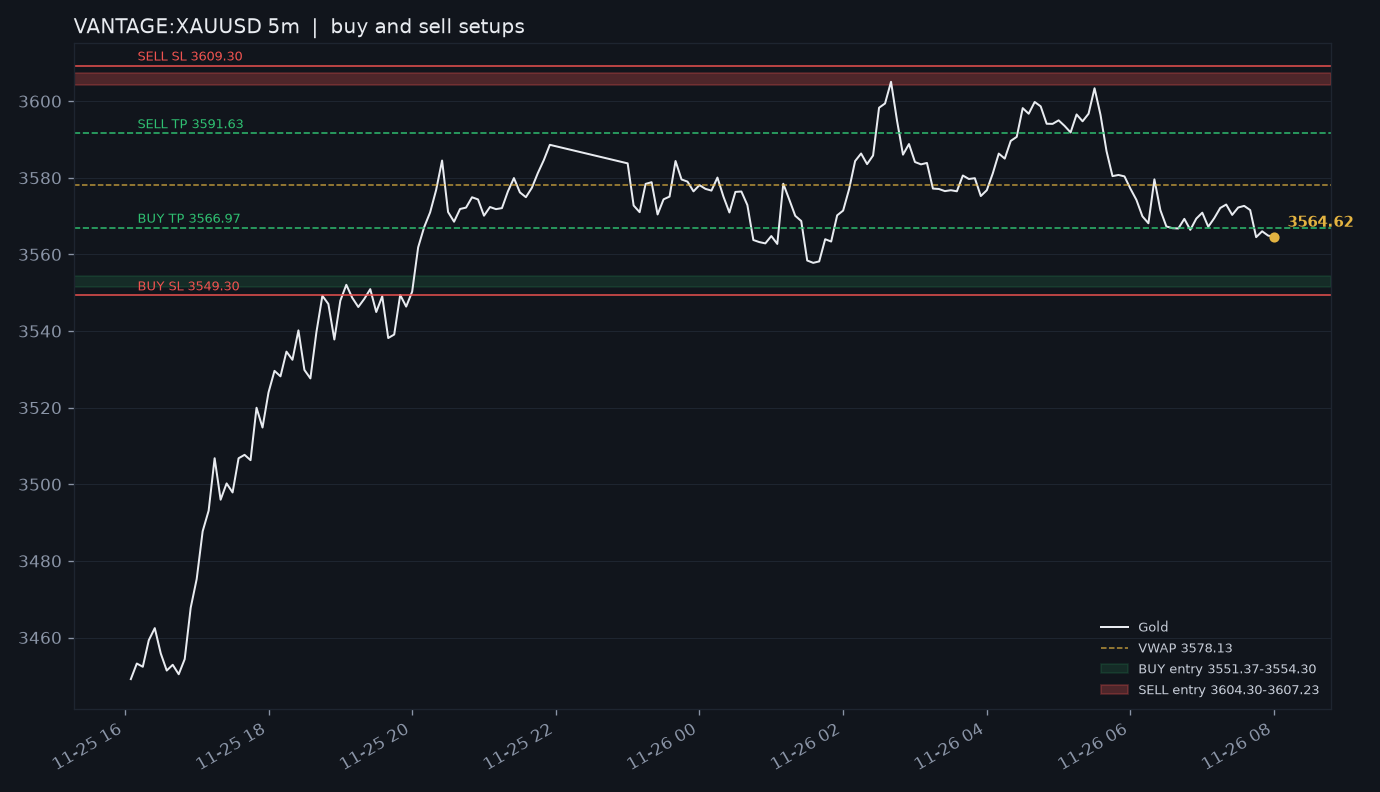 VANTAGE:XAUUSD 5m | buy and sell setups
SELL SL 3609.30
3600
SELL TP 3591.63
3580
BUY TP 3566.97
3564.62
3560
BUY SL 3549.30
3540
3520
3500
3480
3460
Gold
VWAP 3578.13
BUY entry 3551.37-3554.30
SELL entry 3604.30-3607.23
11-25 16
11-25 18
11-25 20
11-25 22
11-26 00
11-26 02
11-26 04
11-26 06
11-26 08